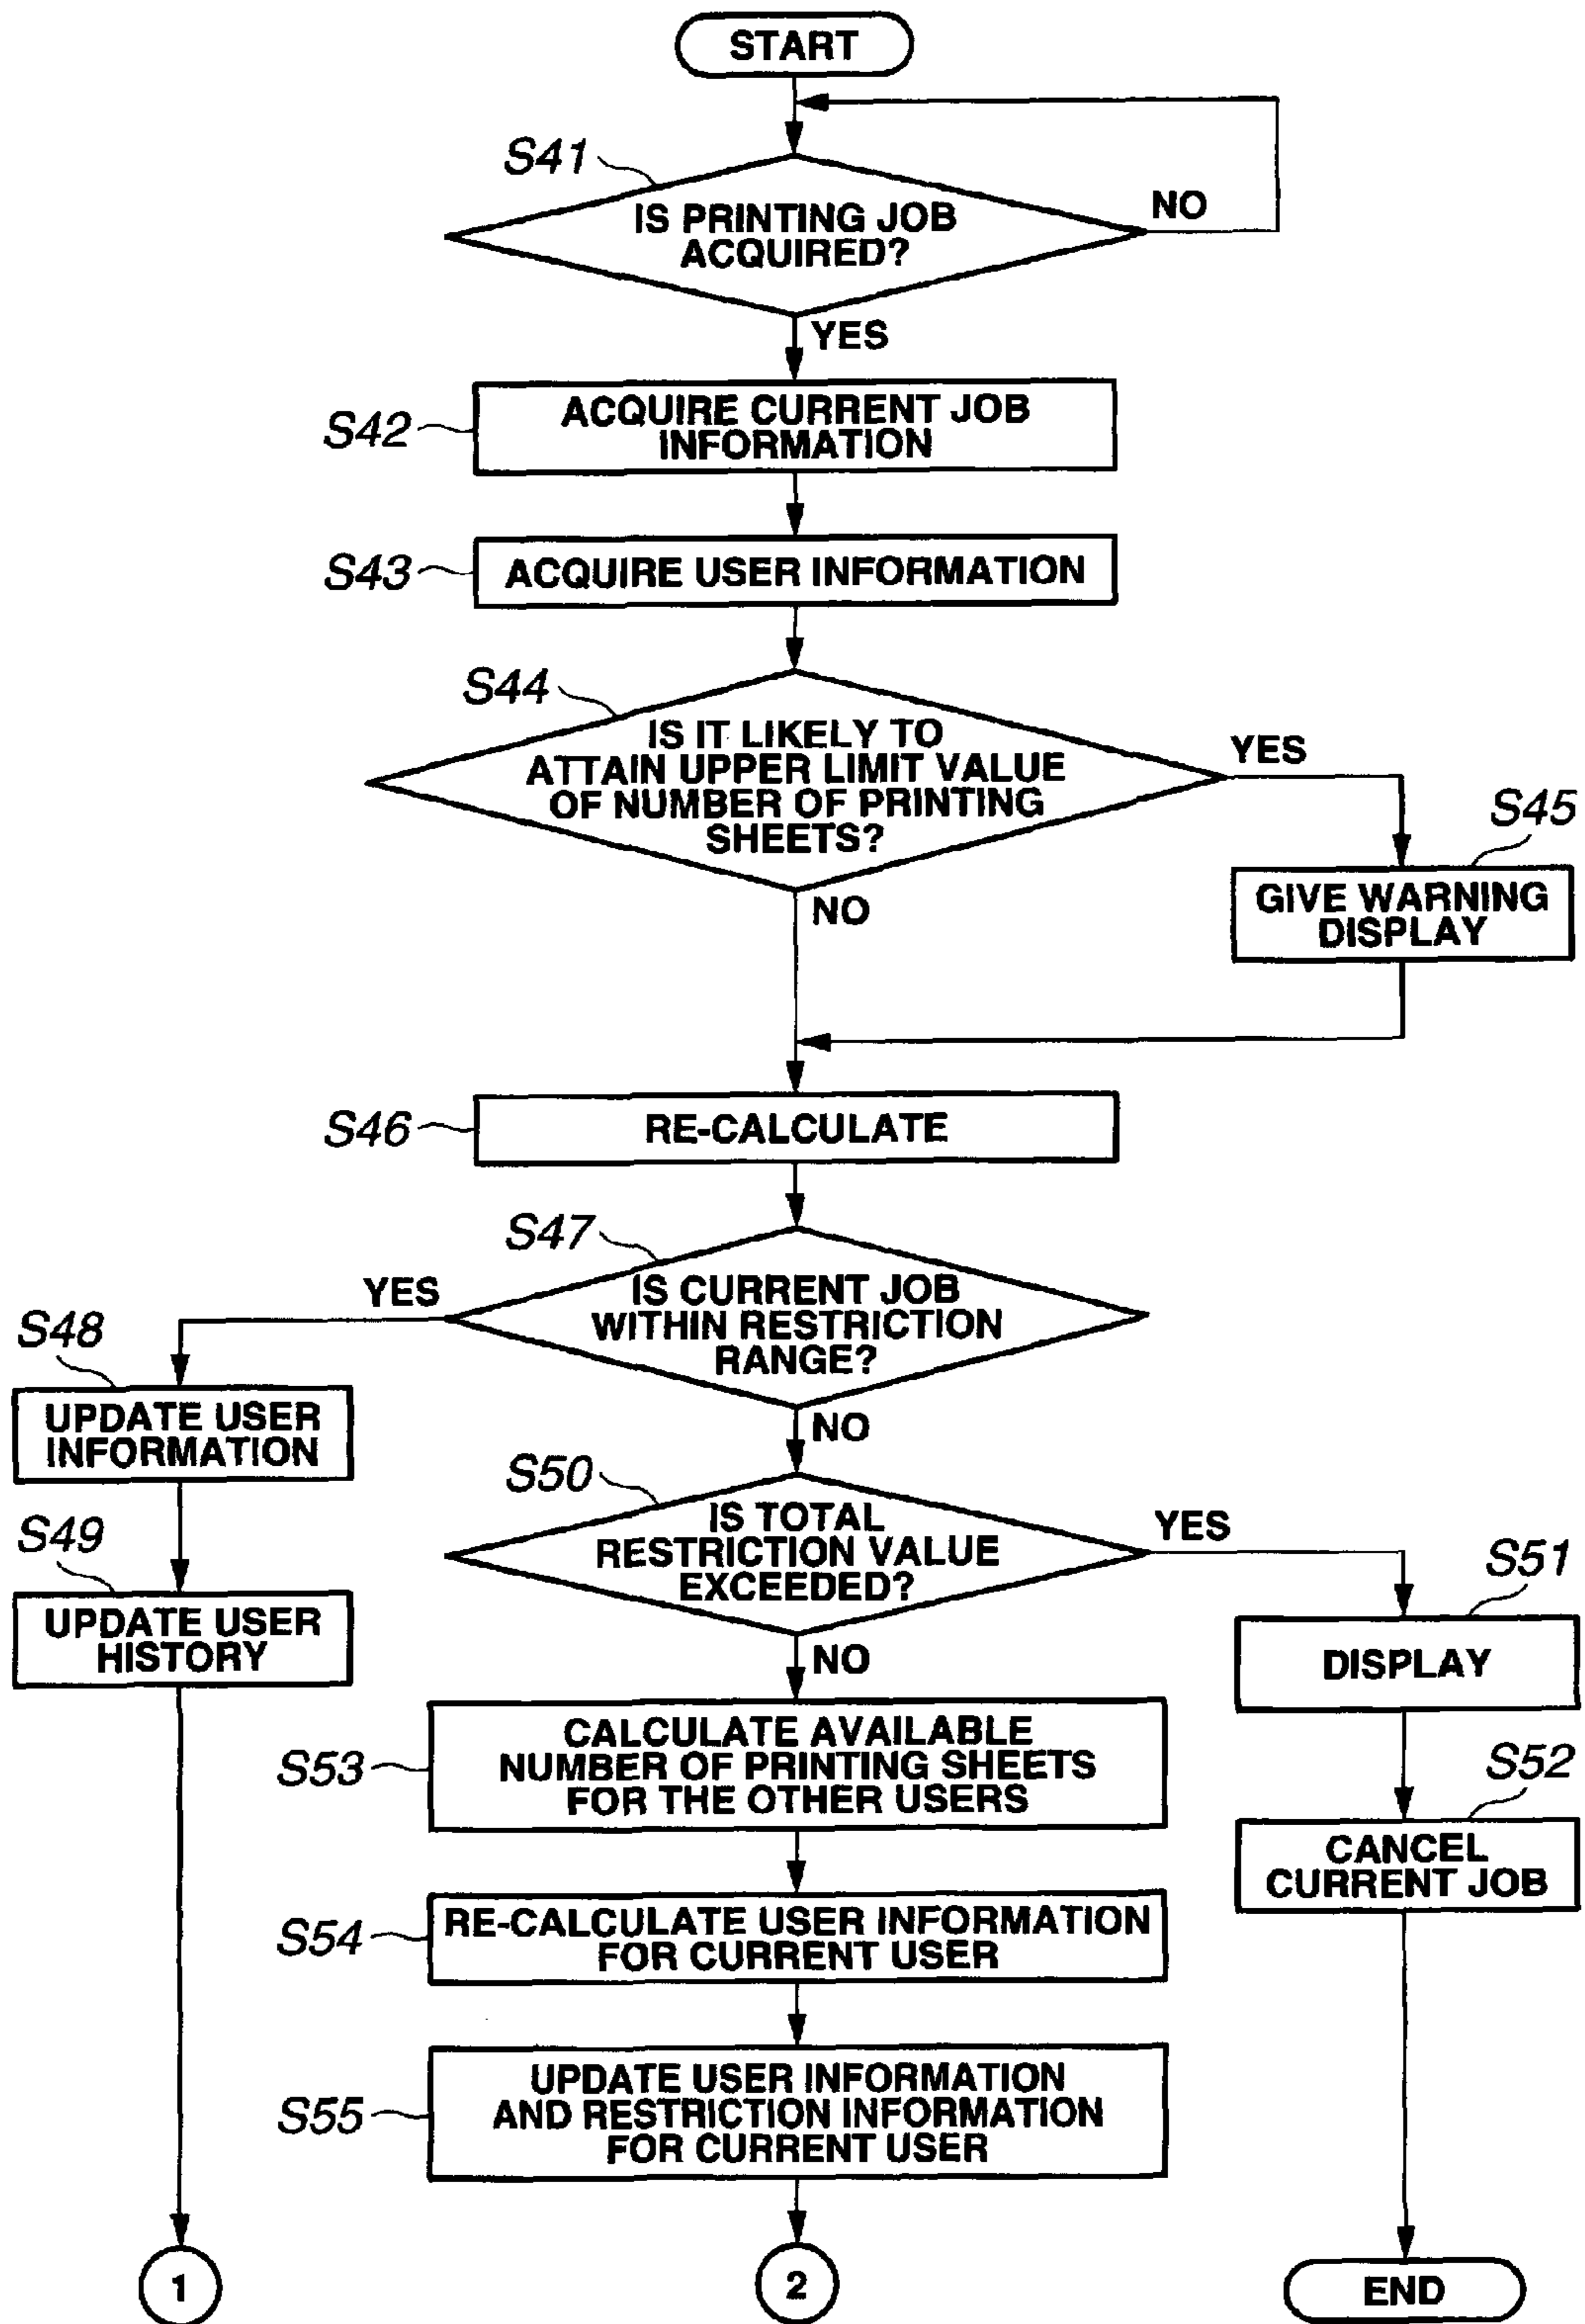 START
S41
IS PRINTING JOB
ACQUIRED?
NO
YES
S42
ACQUIRE CURRENT JOB
INFORMATION
S43
ACQUIRE USER INFORMATION
S44
IS IT LIKELY TO
ATTAIN UPPER LIMIT VALUE
OF NUMBER OF PRINTING
SHEETS?
YES
NO
S45
GIVE WARNING
DISPLAY
S46
RE-CALCULATE
S47
IS CURRENT JOB
WITHIN RESTRICTION
RANGE?
YES
NO
S48
UPDATE USER
INFORMATION
S49
UPDATE USER
HISTORY
S50
IS TOTAL
RESTRICTION VALUE
EXCEEDED?
YES
NO
S51
DISPLAY
S52
CANCEL
CURRENT JOB
S53
CALCULATE AVAILABLE
NUMBER OF PRINTING SHEETS
FOR THE OTHER USERS
S54
RE-CALCULATE USER INFORMATION
FOR CURRENT USER
S55
UPDATE USER INFORMATION
AND RESTRICTION INFORMATION
FOR CURRENT USER
1
2
END